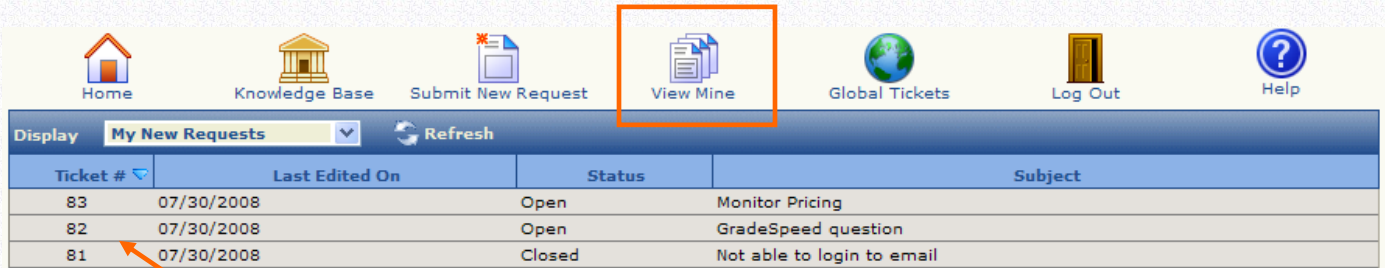 Home Knowledge Base Submit New Request View Mine Global Tickets Log Out Help
Display My New Requests Refresh
Ticket # Last Edited On Status Subject
83 07/30/2008 Open Monitor Pricing
82 07/30/2008 Open GradeSpeed question
81 07/30/2008 Closed Not able to login to email